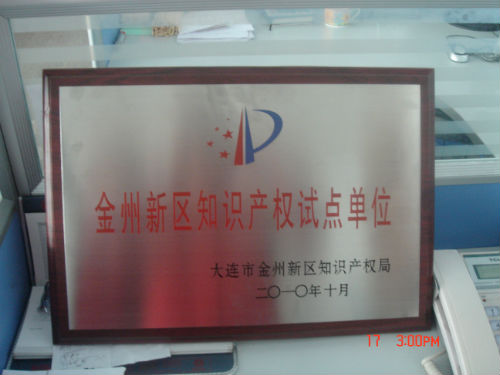 金州新区知识产权试点单位
大连市金州新区知识产权局
二〇一〇年十月
17 3:00PM